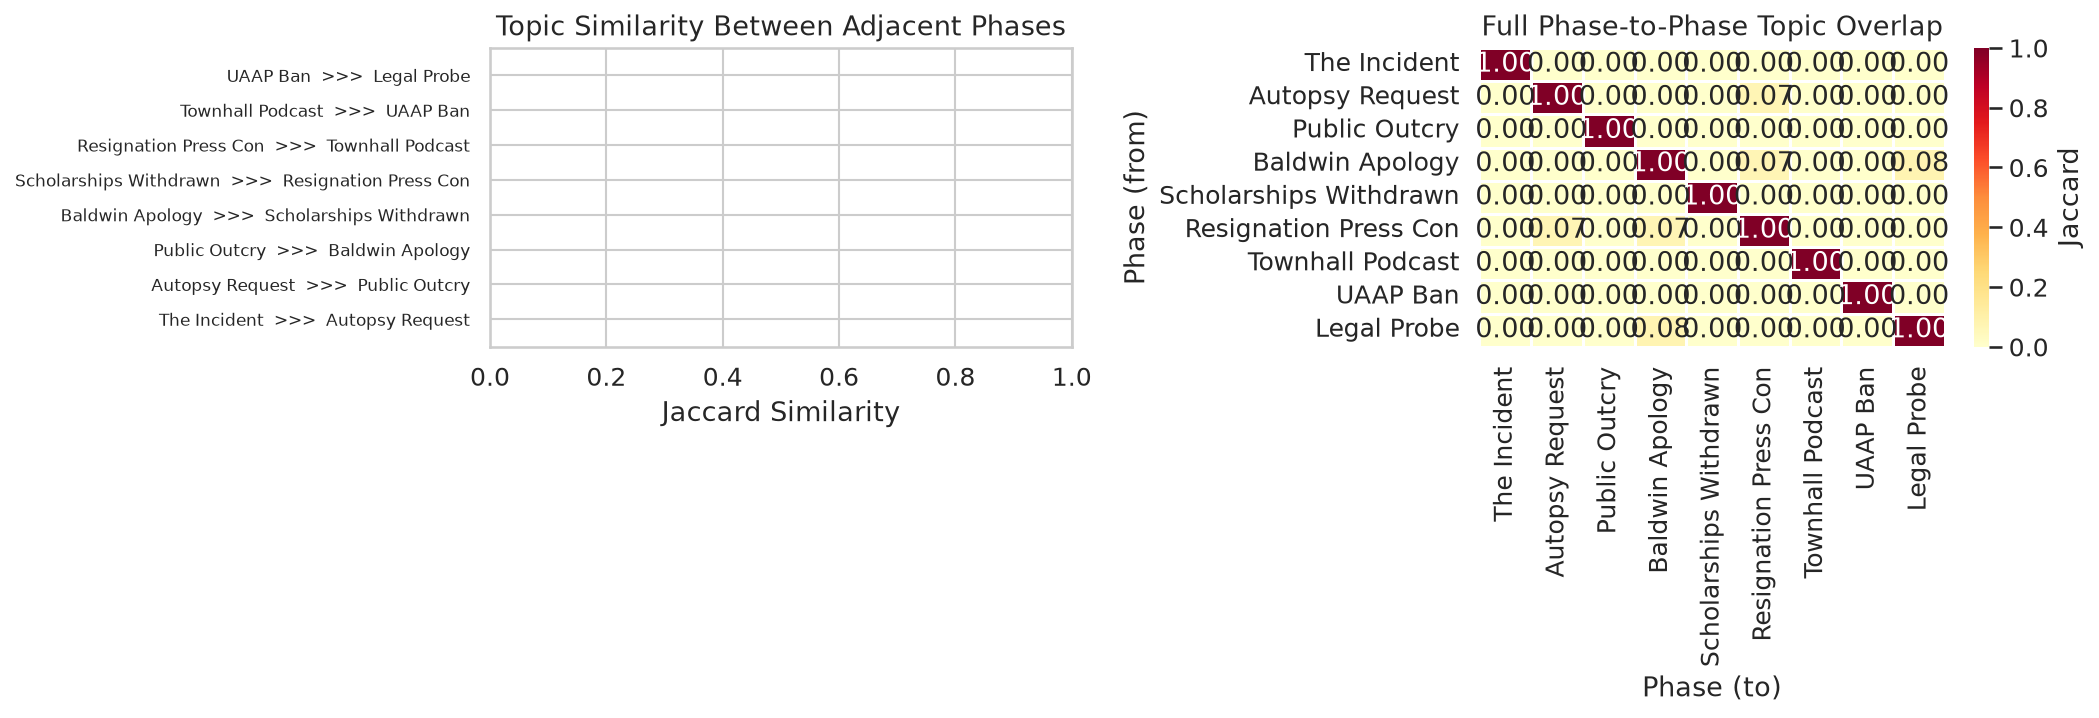 Topic Similarity Between Adjacent Phases
UAAP Ban >>> Legal Probe
Townhall Podcast >>> UAAP Ban
Resignation Press Con >>> Townhall Podcast
Scholarships Withdrawn >>> Resignation Press Con
Baldwin Apology >>> Scholarships Withdrawn
Public Outcry >>> Baldwin Apology
Autopsy Request >>> Public Outcry
The Incident >>> Autopsy Request
0.0 0.2 0.4 0.6 0.8 1.0
Jaccard Similarity
Full Phase-to-Phase Topic Overlap
Phase (from)
The Incident 1.00 0.00 0.00 0.00 0.00 0.00 0.00 0.00 0.00
Autopsy Request 0.00 1.00 0.00 0.00 0.00 0.07 0.00 0.00 0.00
Public Outcry 0.00 0.00 1.00 0.00 0.00 0.00 0.00 0.00 0.00
Baldwin Apology 0.00 0.00 0.00 1.00 0.00 0.07 0.00 0.00 0.08
Scholarships Withdrawn 0.00 0.00 0.00 0.00 1.00 0.00 0.00 0.00 0.00
Resignation Press Con 0.00 0.07 0.00 0.07 0.00 1.00 0.00 0.00 0.00
Townhall Podcast 0.00 0.00 0.00 0.00 0.00 0.00 1.00 0.00 0.00
UAAP Ban 0.00 0.00 0.00 0.00 0.00 0.00 0.00 1.00 0.00
Legal Probe 0.00 0.00 0.00 0.08 0.00 0.00 0.00 0.00 1.00
The Incident
Autopsy Request
Public Outcry
Baldwin Apology
Scholarships Withdrawn
Resignation Press Con
Townhall Podcast
UAAP Ban
Legal Probe
Phase (to)
1.0
0.8
0.6
0.4
0.2
0.0
Jaccard